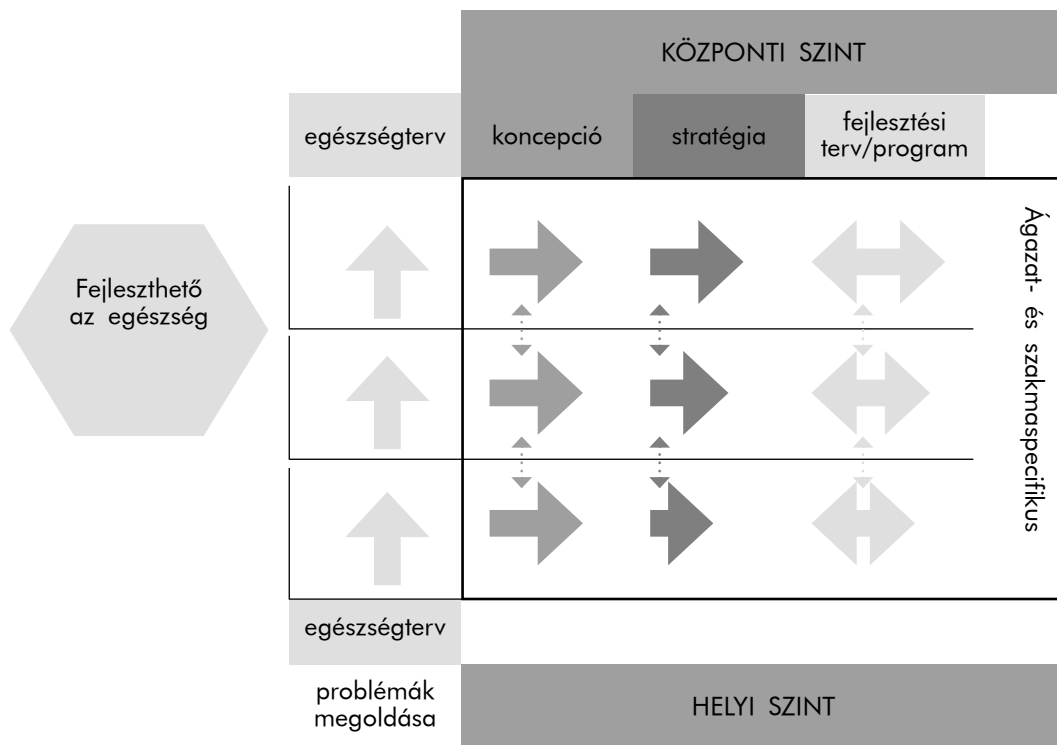 KÖZPONTI SZINT
egészségterv
koncepció
stratégia
fejlesztési
terv/program
Fejleszthető
az egészség
Ágazat- és szakmaspecifikus
egészségterv
problémák
megoldása
HELYI SZINT